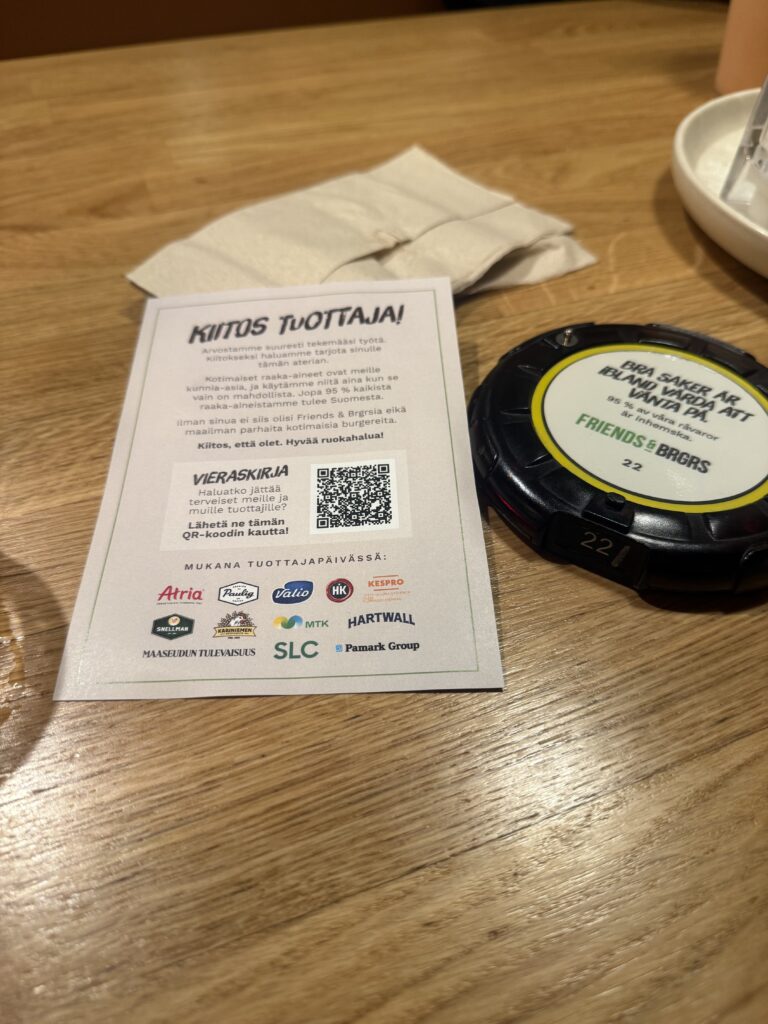 KIITOS TUOTTAJA!
Arvostamme suuresti tekemääsi työtä.
Kiitokseksi haluamme tarjota sinulle
tämän aterian.
Kotimaiset raaka-aineet ovat meille
kunnia-asia, ja käytämme niitä aina kun se
vain on mahdollista. Jopa 95 % kaikista
raaka-aineistamme tulee Suomesta.
Ilman sinua ei siis olisi Friends & Brgrsia eikä
maailman parhaita kotimaisia burgereita.
Kiitos, että olet. Hyvää ruokahalua!
VIERASKIRJA
Haluatko jättää
terveiset meille ja
muille tuottajille?
Lähetä ne tämän
QR-koodin kautta!
MUKANA TUOTTAJAPÄIVÄSSÄ:
Atria Paulig Valio HK KESPRO
SNELLMAN KARINIEMEN MTK HARTWALL
MAASEUDUN TULEVAISUUS SLC Pamark Group
BRA SAKER ÄR
IBLAND VÄRDA ATT
VÄNTA PÅ.
95 % av våra råvaror
är inhemska.
FRIENDS & BRGRS
22
22